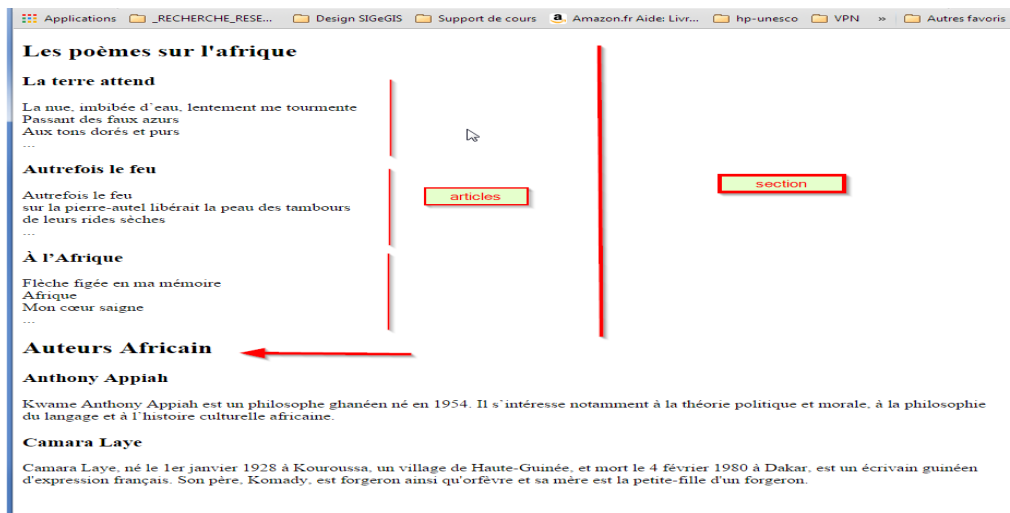 Applications _RECHERCHE_RESE... Design SIGeGIS Support de cours Amazon.fr Aide: Livr... hp-unesco VPN » Autres favoris
Les poèmes sur l'afrique
La terre attend
La nue, imbibée d`eau, lentement me tourmente
Passant des faux azurs
Aux tons dorés et purs
...
Autrefois le feu
Autrefois le feu
sur la pierre-autel libérait la peau des tambours
de leurs rides sèches
...
articles
section
À l’Afrique
Flèche figée en ma mémoire
Afrique
Mon cœur saigne
...
Auteurs Africain
Anthony Appiah
Kwame Anthony Appiah est un philosophe ghanéen né en 1954. Il s`intéresse notamment à la théorie politique et morale, à la philosophie
du langage et à l`histoire culturelle africaine.
Camara Laye
Camara Laye, né le 1er janvier 1928 à Kouroussa, un village de Haute-Guinée, et mort le 4 février 1980 à Dakar, est un écrivain guinéen
d'expression français. Son père, Komady, est forgeron ainsi qu'orfèvre et sa mère est la petite-fille d'un forgeron.